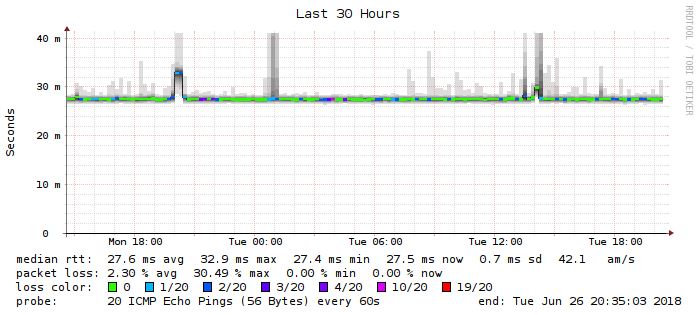 Last 30 Hours
RRDTOOL / TOBI OETIKER
Seconds
40 m
30 m
20 m
10 m
0
Mon 18:00 Tue 00:00 Tue 06:00 Tue 12:00 Tue 18:00
median rtt: 27.6 ms avg 32.9 ms max 27.4 ms min 27.5 ms now 0.7 ms sd 42.1 am/s
packet loss: 2.30 % avg 30.49 % max 0.00 % min 0.00 % now
loss color: 0 1/20 2/20 3/20 4/20 10/20 19/20
probe: 20 ICMP Echo Pings (56 Bytes) every 60s end: Tue Jun 26 20:35:03 2018